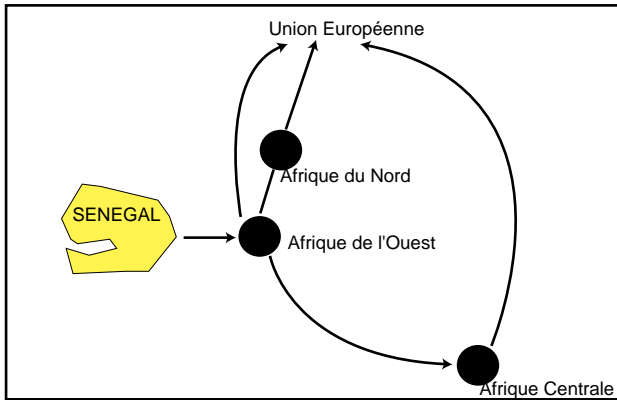 Union Européenne
Afrique du Nord
SENEGAL
Afrique de l'Ouest
Afrique Centrale